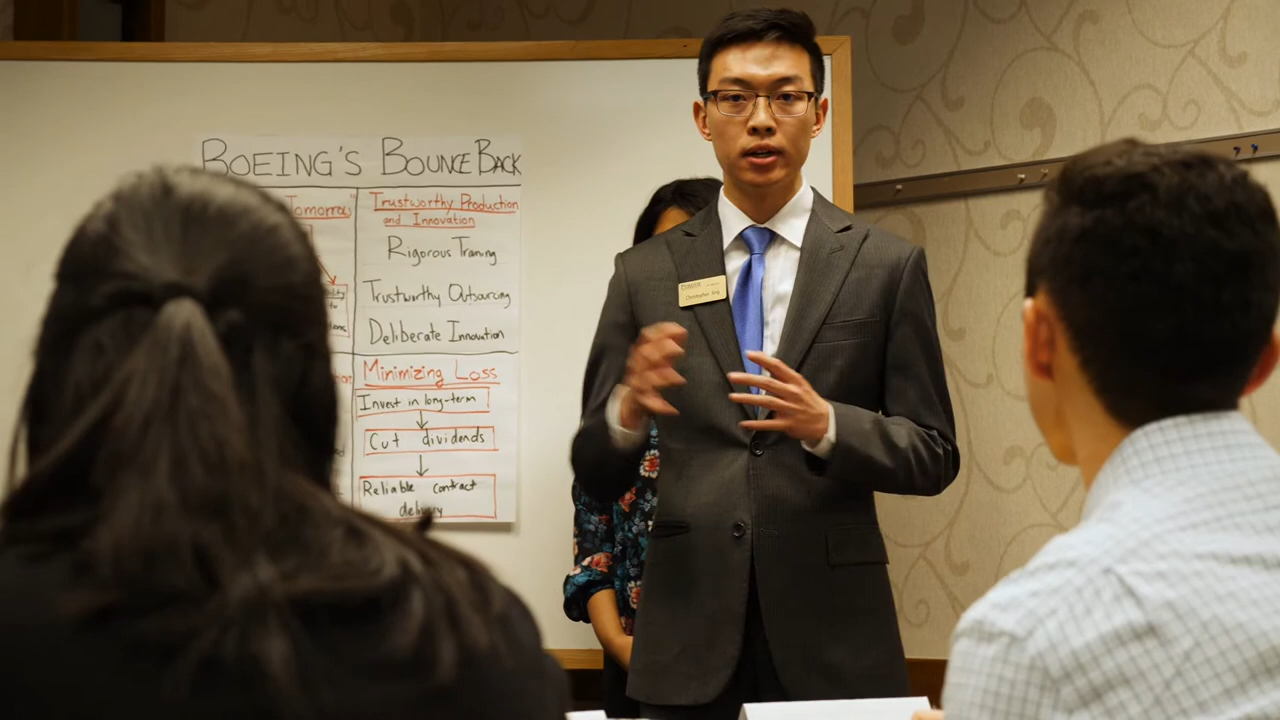 BOEING'S BOUNCE BACK
Tomorrow"
Trustworthy Production
and Innovation
Rigorous Training
Trustworthy Outsourcing
Deliberate Innovation
Minimizing Loss
Invest in long-term
Cut dividends
Reliable contract
delivery
Christopher